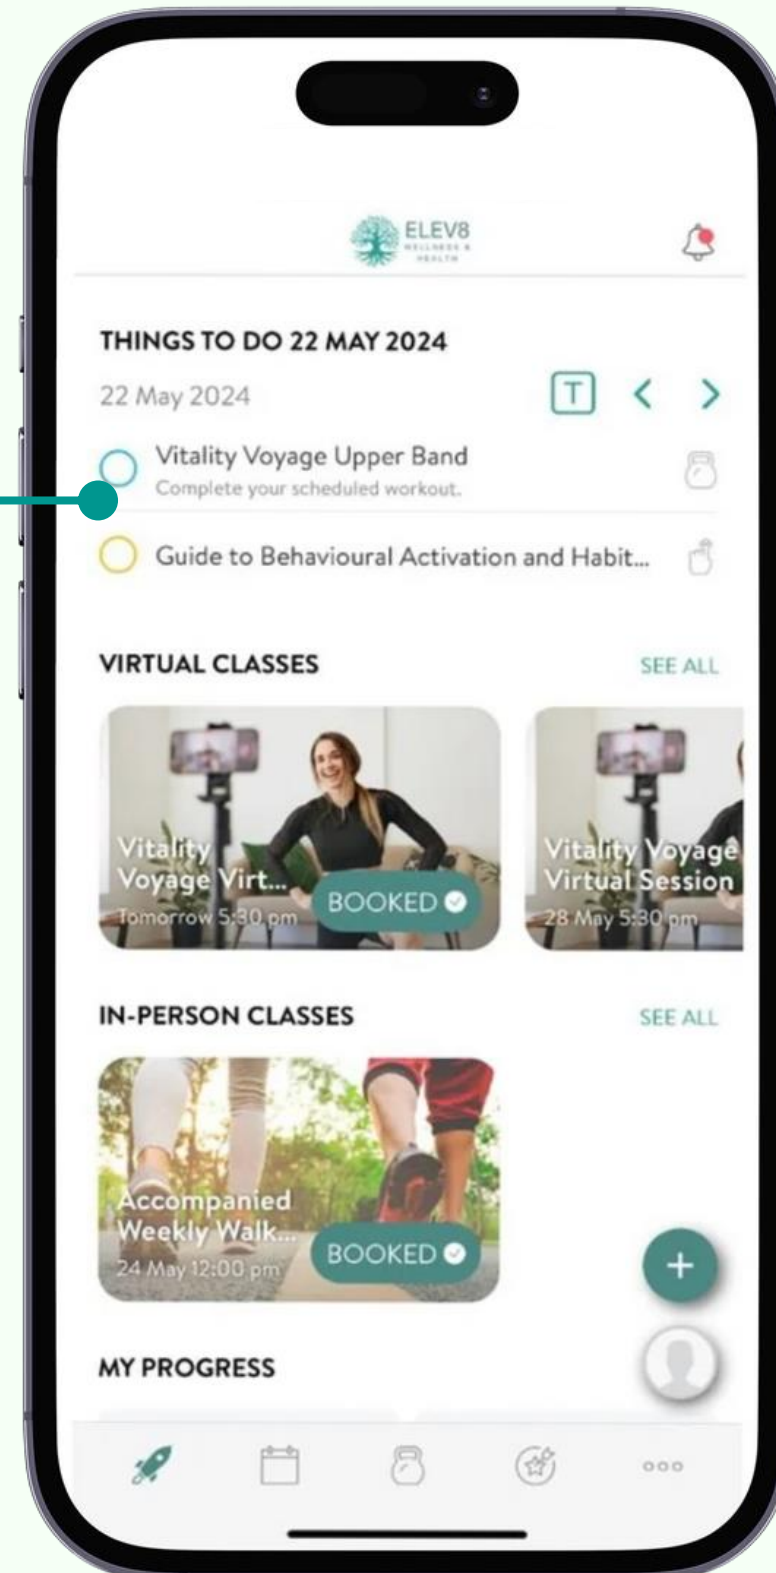 ELEV8
WELLNESS &
HEALTH
THINGS TO DO 22 MAY 2024
22 May 2024
T
Vitality Voyage Upper Band
Complete your scheduled workout.
Guide to Behavioural Activation and Habit...
VIRTUAL CLASSES
SEE ALL
Vitality
Voyage Virt...
Tomorrow 5:30 pm
BOOKED
Vitality Voyage
Virtual Session
28 May 5:30 pm
IN-PERSON CLASSES
SEE ALL
Accompanied
Weekly Walk...
24 May 12:00 pm
BOOKED
MY PROGRESS